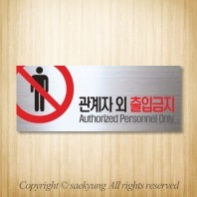 관계자 외 출입금지
Authorized Personnel Only
Copyright © saekyung All rights reserved